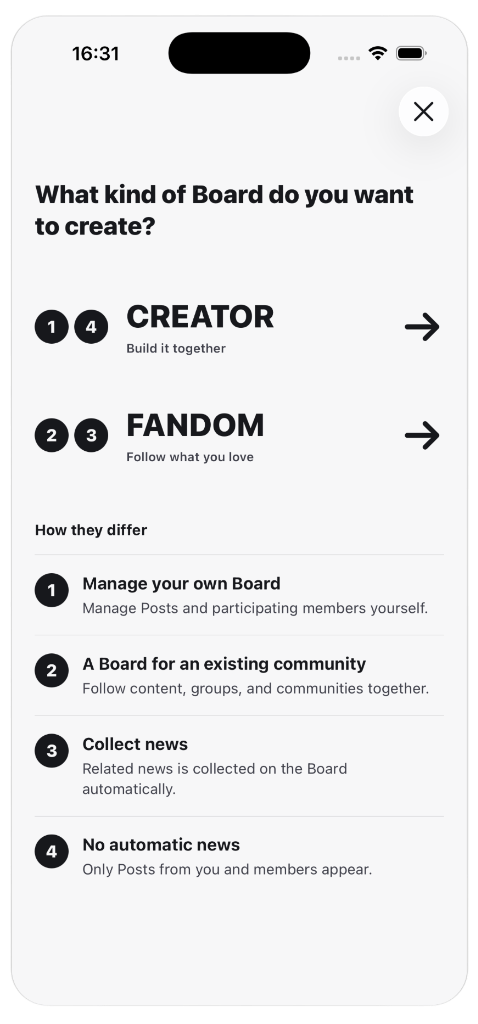 16:31
What kind of Board do you want
to create?
1 4 CREATOR
Build it together
2 3 FANDOM
Follow what you love
How they differ
1 Manage your own Board
Manage Posts and participating members yourself.
2 A Board for an existing community
Follow content, groups, and communities together.
3 Collect news
Related news is collected on the Board
automatically.
4 No automatic news
Only Posts from you and members appear.